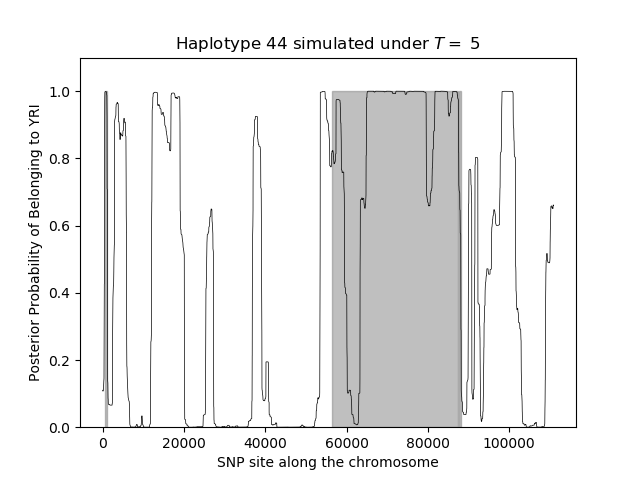 Haplotype 44 simulated under T = 5
Posterior Probability of Belonging to YRI
1.0
0.8
0.6
0.4
0.2
0.0
0 20000 40000 60000 80000 100000
SNP site along the chromosome